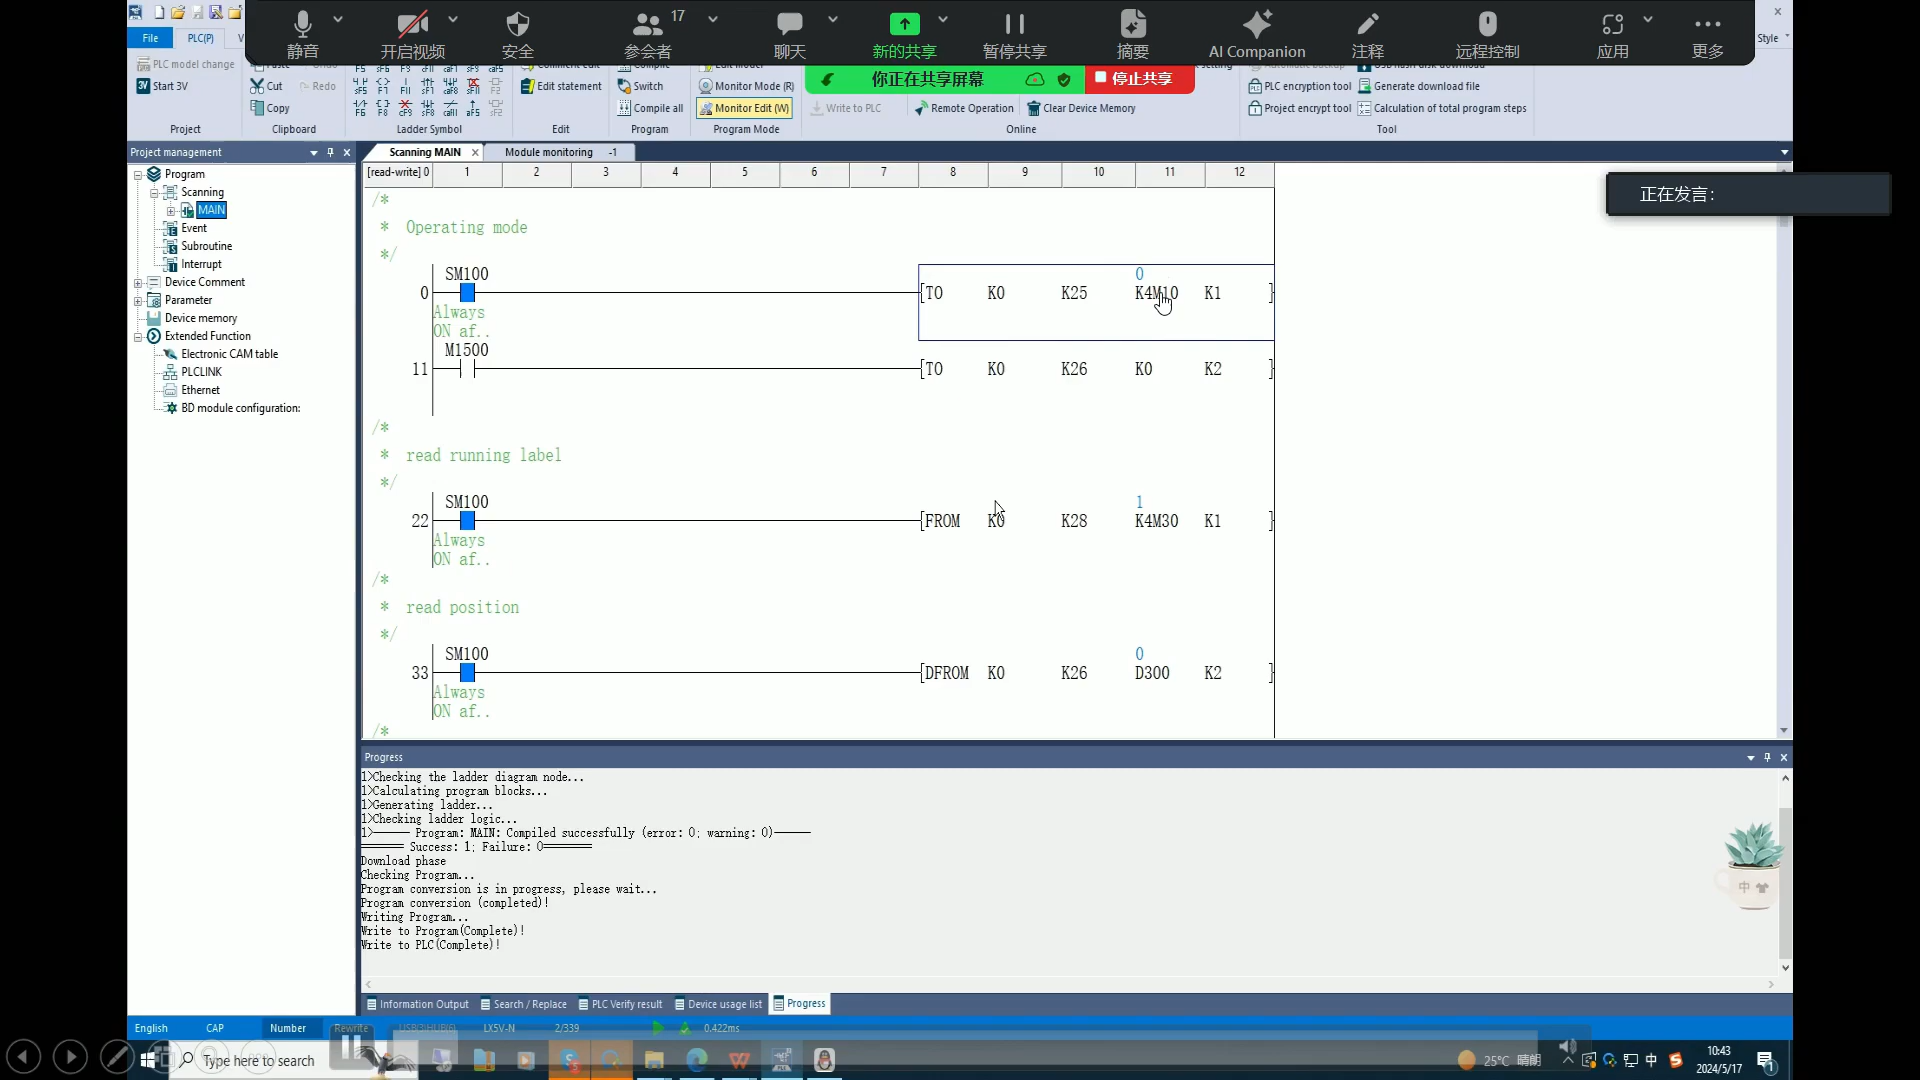 静音
开启视频
安全
17
参会者
聊天
新的共享
暂停共享
摘要
AI Companion
注释
远程控制
应用
更多
你正在共享屏幕
停止共享
正在发言:
File
PLC(P)
Style
PLC model change
Start 3V
Cut
Redo
Copy
Edit statement
Switch
Compile all
Monitor Mode (R)
Monitor Edit (W)
Write to PLC
Remote Operation
Clear Device Memory
PLC encryption tool
Generate download file
Project encrypt tool
Calculation of total program steps
Project
Clipboard
Ladder Symbol
Edit
Program
Program Mode
Online
Tool
Project management
Program
Scanning
MAIN
Event
Subroutine
Interrupt
Device Comment
Parameter
Device memory
Extended Function
Electronic CAM table
PLCLINK
Ethernet
BD module configuration:
Scanning MAIN
Module monitoring -1
[read-write] 0 1 2 3 4 5 6 7 8 9 10 11 12
/*
* Operating mode
*/
SM100 0
0 [TO K0 K25 K4M10 K1 ]
Always
ON af..
M1500
11 [TO K0 K26 K0 K2 ]
/*
* read running label
*/
SM100 1
22 [FROM K0 K28 K4M30 K1 ]
Always
ON af..
/*
* read position
*/
SM100 0
33 [DFROM K0 K26 D300 K2 ]
Always
ON af..
/*
Progress
1>Checking the ladder diagram node...
1>Calculating program blocks...
1>Generating ladder...
1>Checking ladder logic...
1>—— Program: MAIN: Compiled successfully (error: 0; warning: 0)——
===== Success: 1; Failure: 0=====
Download phase
Checking Program...
Program conversion is in progress, please wait...
Program conversion (completed)!
Writing Program...
Write to Program(Complete)!
Write to PLC(Complete)!
Information Output
Search / Replace
PLC Verify result
Device usage list
Progress
English
CAP
Number
Rewrite
USB(3)HUB(6)
LX5V-N
2/339
0.422ms
Type here to search
25°C 晴朗
中
10:43
2024/5/17
中